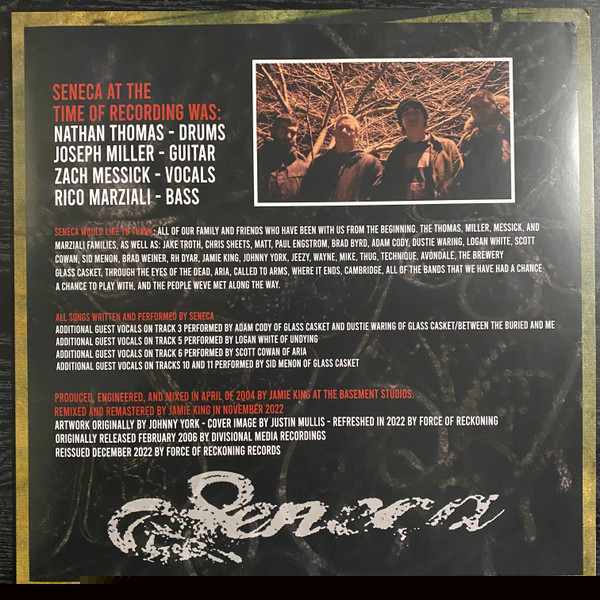 SENECA AT THE
TIME OF RECORDING WAS:
NATHAN THOMAS - DRUMS
JOSEPH MILLER - GUITAR
ZACH MESSICK - VOCALS
RICO MARZIALI - BASS
SENECA WOULD LIKE TO THANK: ALL OF OUR FAMILY AND FRIENDS WHO HAVE BEEN WITH US FROM THE BEGINNING. THE THOMAS, MILLER, MESSICK, AND
MARZIALI FAMILIES, AS WELL AS: JAKE TROTH, CHRIS SHEETS, MATT, PAUL ENGSTROM, BRAD BYRD, ADAM CODY, DUSTIE WARING, LOGAN WHITE, SCOTT
COWAN, SID MENON, BRAD WEINER, RH DYAR, JAMIE KING, JOHNNY YORK, JEEZY, WAYNE, MIKE, THUG, TECHNIQUE, AVONDALE, THE BREWERY
GLASS CASKET, THROUGH THE EYES OF THE DEAD, ARIA, CALLED TO ARMS, WHERE IT ENDS, CAMBRIDGE, ALL OF THE BANDS THAT WE HAVE HAD A CHANCE
A CHANCE TO PLAY WITH, AND THE PEOPLE WEVE MET ALONG THE WAY.
ALL SONGS WRITTEN AND PERFORMED BY SENECA
ADDITIONAL GUEST VOCALS ON TRACK 3 PERFORMED BY ADAM CODY OF GLASS CASKET AND DUSTIE WARING OF GLASS CASKET/BETWEEN THE BURIED AND ME
ADDITIONAL GUEST VOCALS ON TRACK 5 PERFORMED BY LOGAN WHITE OF UNDYING
ADDITIONAL GUEST VOCALS ON TRACK 6 PERFORMED BY SCOTT COWAN OF ARIA
ADDITIONAL GUEST VOCALS ON TRACKS 10 AND 11 PERFORMED BY SID MENON OF GLASS CASKET
PRODUCED, ENGINEERED, AND MIXED IN APRIL OF 2004 BY JAMIE KING AT THE BASEMENT STUDIOS.
REMIXED AND REMASTERED BY JAMIE KING IN NOVEMBER 2022
ARTWORK ORIGINALLY BY JOHNNY YORK - COVER IMAGE BY JUSTIN MULLIS - REFRESHED IN 2022 BY FORCE OF RECKONING
ORIGINALLY RELEASED FEBRUARY 2006 BY DIVISIONAL MEDIA RECORDINGS
REISSUED DECEMBER 2022 BY FORCE OF RECKONING RECORDS
Seneca